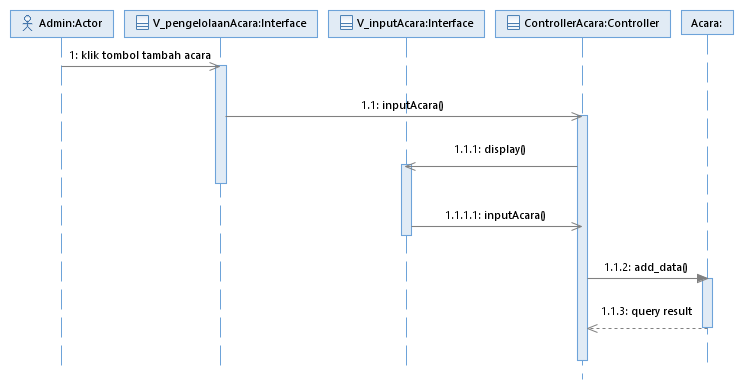 Admin:Actor
V_pengelolaanAcara:Interface
V_inputAcara:Interface
ControllerAcara:Controller
Acara:
1: klik tombol tambah acara
1.1: inputAcara()
1.1.1: display()
1.1.1.1: inputAcara()
1.1.2: add_data()
1.1.3: query result